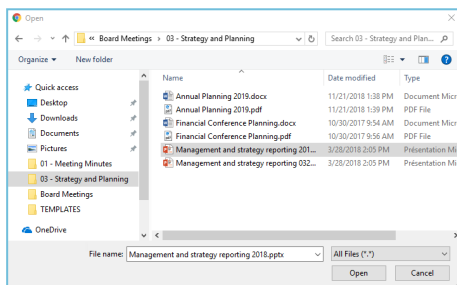 Open
« Board Meetings › 03 - Strategy and Planning
Search 03 - Strategy and Plan...
Organize
New folder
Name
Date modified
Type
Quick access
Desktop
Downloads
Documents
Pictures
01 - Meeting Minutes
03 - Strategy and Planning
Board Meetings
TEMPLATES
OneDrive
Annual Planning 2019.docx 11/21/2018 1:38 PM Document Micr
Annual Planning 2019.pdf 11/21/2018 1:39 PM PDF File
Financial Conference Planning.docx 10/30/2017 9:54 AM Document Micr
Financial Conference Planning.pdf 10/30/2017 9:56 AM PDF File
Management and strategy reporting 201... 3/28/2018 2:05 PM Présentation Mi
Management and strategy reporting 032... 3/28/2018 2:05 PM Présentation Mi
File name: Management and strategy reporting 2018.pptx
All Files (*.*)
Open
Cancel